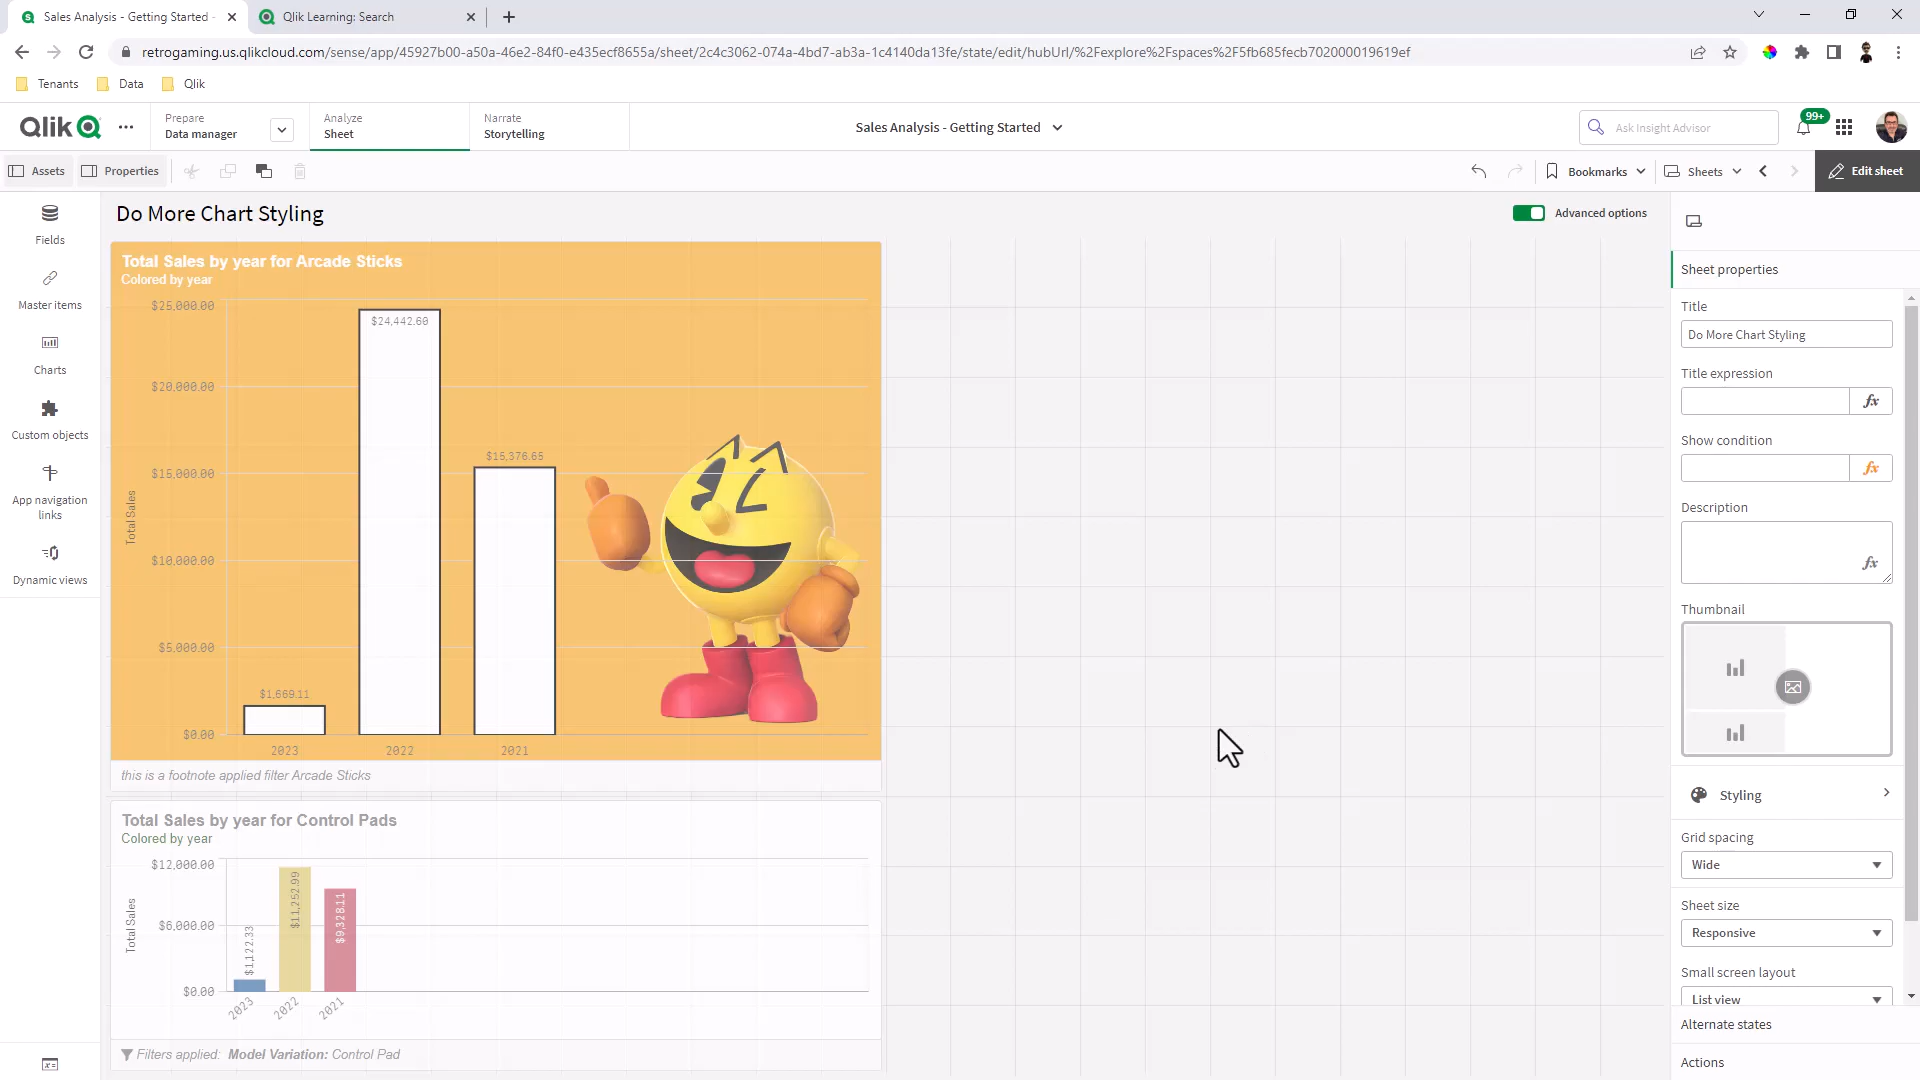 Sales Analysis - Getting Started -
Qlik Learning: Search
retrogaming.us.qlikcloud.com/sense/app/45927b00-a50a-46e2-84f0-e435ecf8655a/sheet/2c4c3062-074a-4bd7-ab3a-1c4140da13fe/state/edit/hubUrl/%2Fexplore%2Fspaces%2F5fb685fecb702000019619ef
Tenants
Data
Qlik
Qlik
Prepare
Data manager
Analyze
Sheet
Narrate
Storytelling
Sales Analysis - Getting Started
Ask Insight Advisor
99+
Assets
Properties
Bookmarks
Sheets
Edit sheet
Fields
Master items
Charts
Custom objects
App navigation
links
Dynamic views
Do More Chart Styling
Advanced options
Total Sales by year for Arcade Sticks
Colored by year
Total Sales
$25,000.00
$20,000.00
$15,000.00
$10,000.00
$5,000.00
$0.00
$1,669.11
$24,442.60
$15,376.65
2023
2022
2021
this is a footnote applied filter Arcade Sticks
Total Sales by year for Control Pads
Colored by year
Total Sales
$12,000.00
$6,000.00
$0.00
$1,122.33
$11,252.99
$9,328.11
2023
2022
2021
Filters applied: Model Variation: Control Pad
Sheet properties
Title
Do More Chart Styling
Title expression
fx
Show condition
fx
Description
fx
Thumbnail
Styling
Grid spacing
Wide
Sheet size
Responsive
Small screen layout
List view
Alternate states
Actions